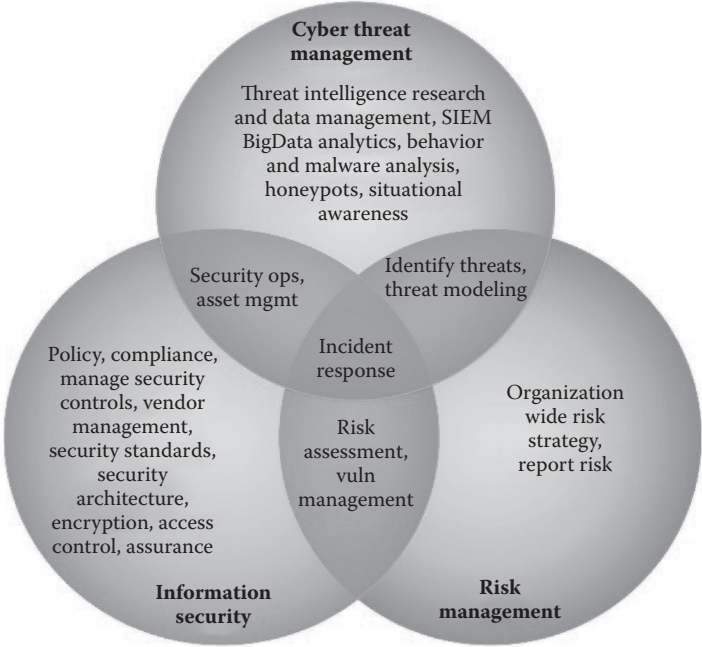 Cyber threat
management
Threat intelligence research
and data management, SIEM
BigData analytics, behavior
and malware analysis,
honeypots, situational
awareness
Security ops,
asset mgmt
Identify threats,
threat modeling
Incident
response
Policy, compliance,
manage security
controls, vendor
management,
security standards,
security
architecture,
encryption, access
control, assurance
Risk
assessment,
vuln
management
Organization
wide risk
strategy,
report risk
Information
security
Risk
management